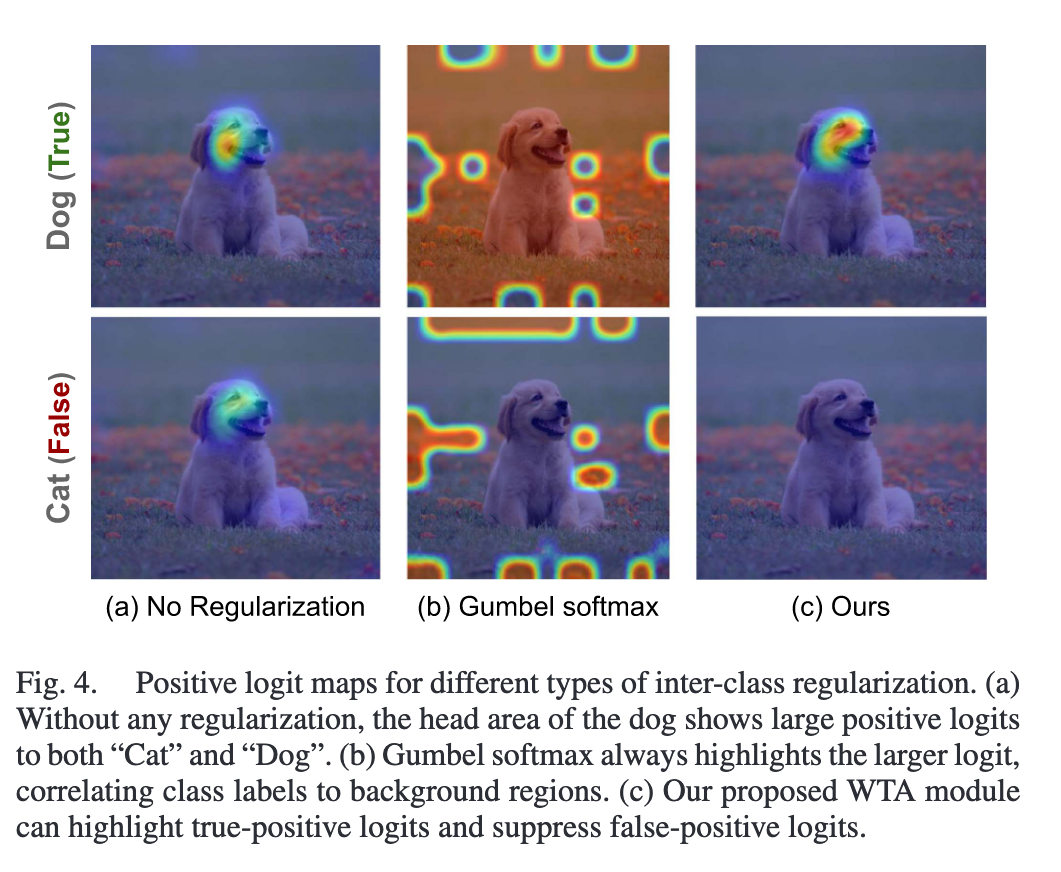 Dog (True)
Cat (False)
(a) No Regularization
(b) Gumbel softmax
(c) Ours
Fig. 4. Positive logit maps for different types of inter-class regularization. (a)
Without any regularization, the head area of the dog shows large positive logits
to both “Cat” and “Dog”. (b) Gumbel softmax always highlights the larger logit,
correlating class labels to background regions. (c) Our proposed WTA module
can highlight true-positive logits and suppress false-positive logits.